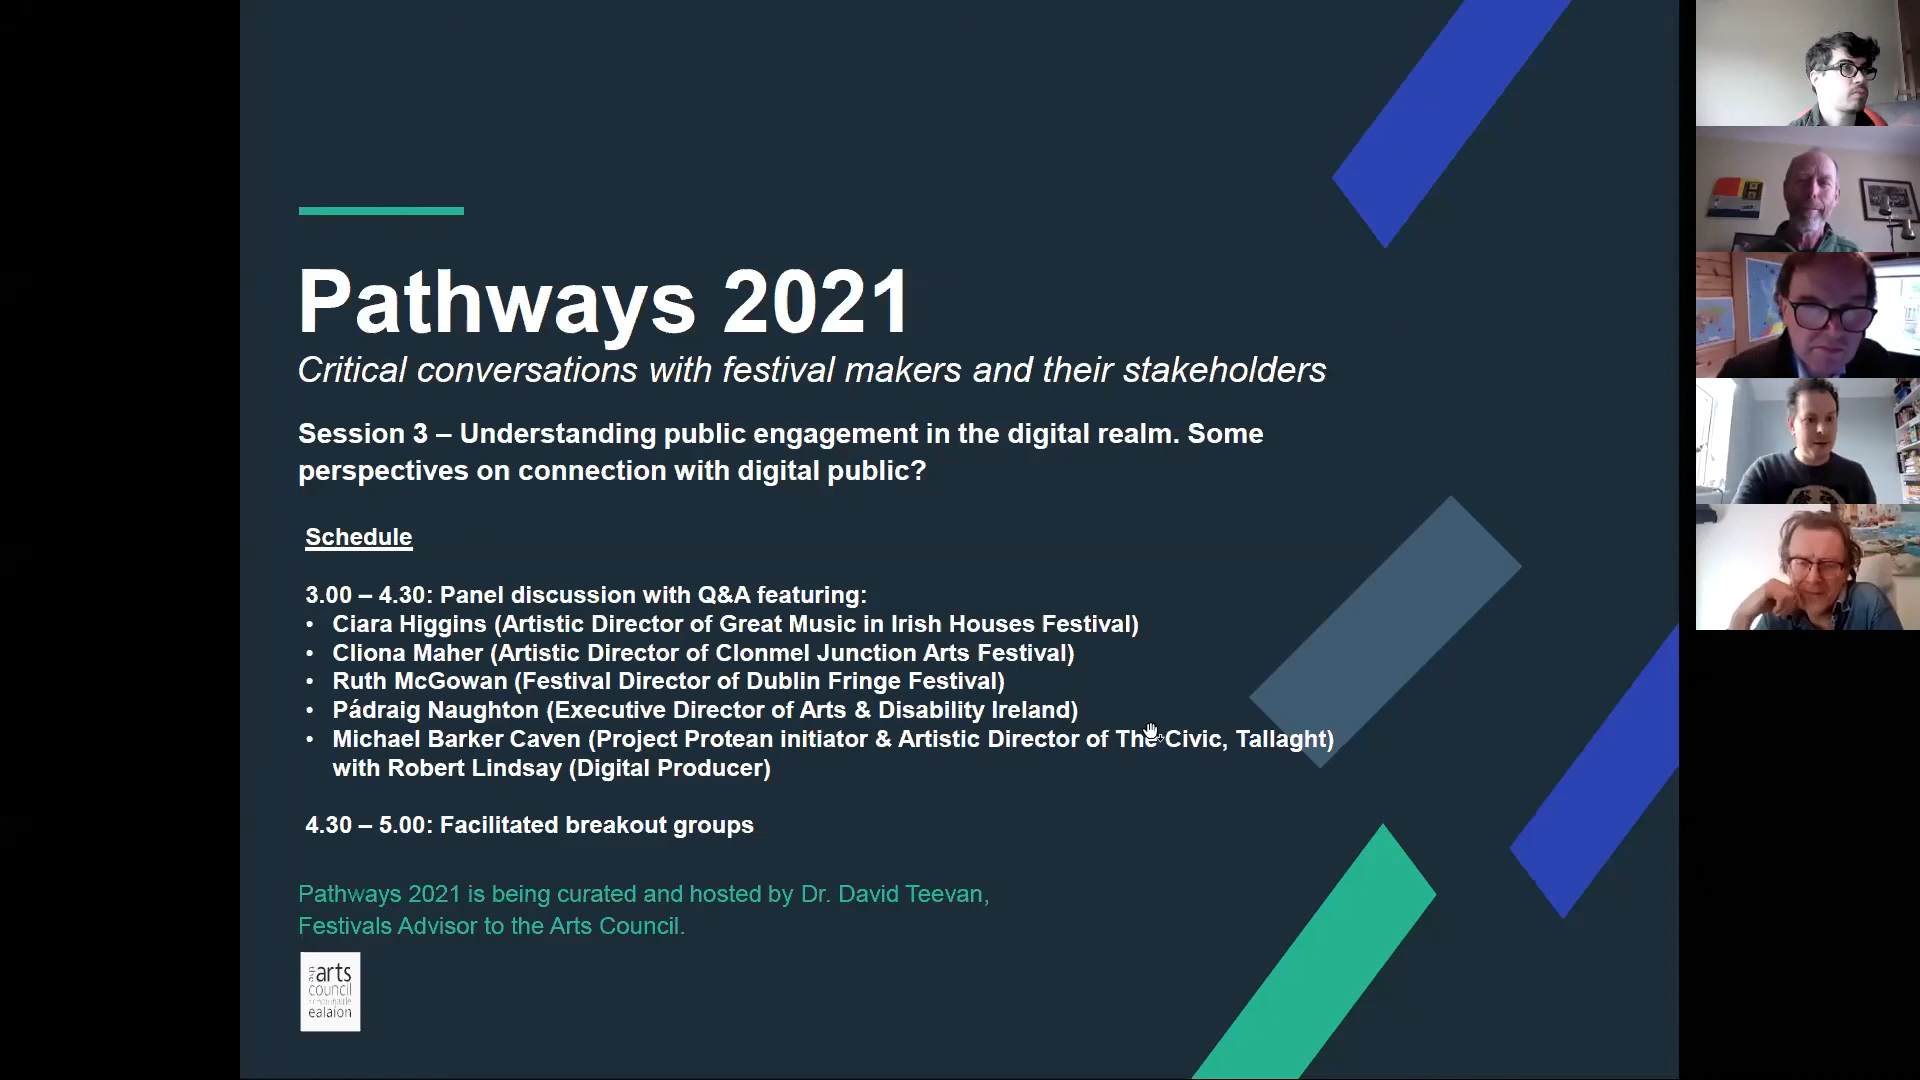 Pathways 2021
Critical conversations with festival makers and their stakeholders
Session 3 – Understanding public engagement in the digital realm. Some
perspectives on connection with digital public?
Schedule
3.00 – 4.30: Panel discussion with Q&A featuring:
• Ciara Higgins (Artistic Director of Great Music in Irish Houses Festival)
• Cliona Maher (Artistic Director of Clonmel Junction Arts Festival)
• Ruth McGowan (Festival Director of Dublin Fringe Festival)
• Pádraig Naughton (Executive Director of Arts & Disability Ireland)
• Michael Barker Caven (Project Protean initiator & Artistic Director of The Civic, Tallaght)
with Robert Lindsay (Digital Producer)
4.30 – 5.00: Facilitated breakout groups
Pathways 2021 is being curated and hosted by Dr. David Teevan,
Festivals Advisor to the Arts Council.
the arts
council
ealaíon